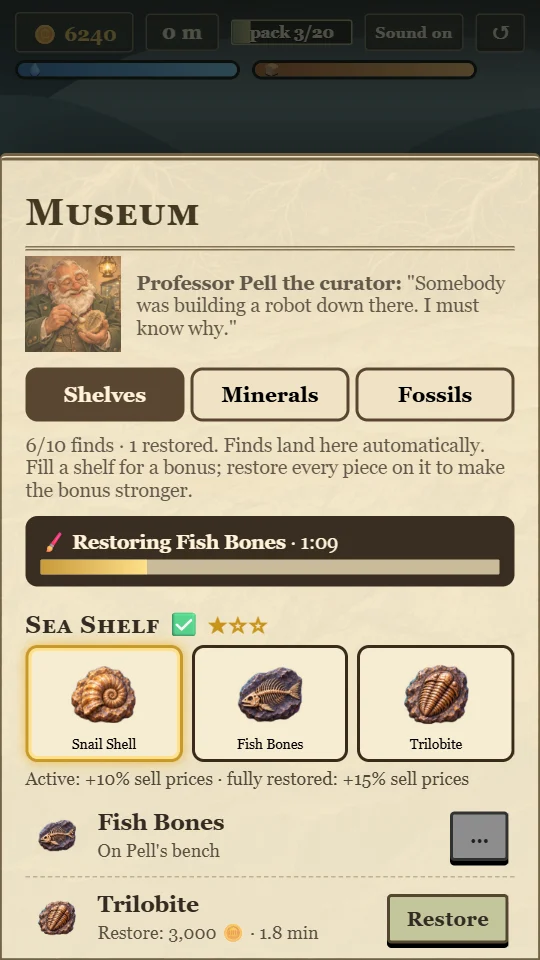 6240
0 m
pack 3/20
Sound on
↺
Museum
Professor Pell the curator: "Somebody
was building a robot down there. I must
know why."
Shelves
Minerals
Fossils
6/10 finds · 1 restored. Finds land here automatically.
Fill a shelf for a bonus; restore every piece on it to make
the bonus stronger.
Restoring Fish Bones · 1:09
Sea Shelf ✅ ★☆☆
Snail Shell
Fish Bones
Trilobite
Active: +10% sell prices · fully restored: +15% sell prices
Fish Bones
On Pell's bench
...
Trilobite
Restore: 3,000 · 1.8 min
Restore